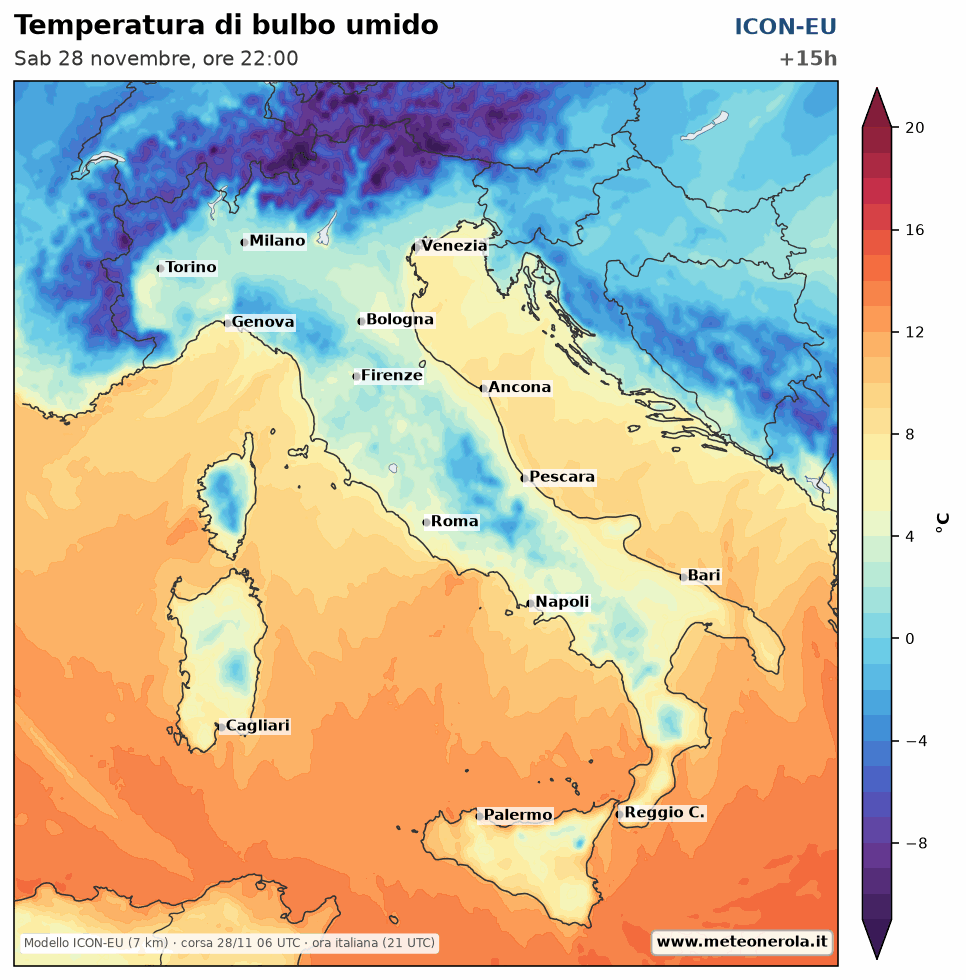 Temperatura di bulbo umido
ICON-EU
Sab 28 novembre, ore 22:00
+15h
20
16
12
8
4
0
−4
−8
°C
Milano
Venezia
Torino
Genova
Bologna
Firenze
Ancona
Pescara
Roma
Bari
Napoli
Cagliari
Palermo
Reggio C.
Modello ICON-EU (7 km) · corsa 28/11 06 UTC · ora italiana (21 UTC)
www.meteonerola.it